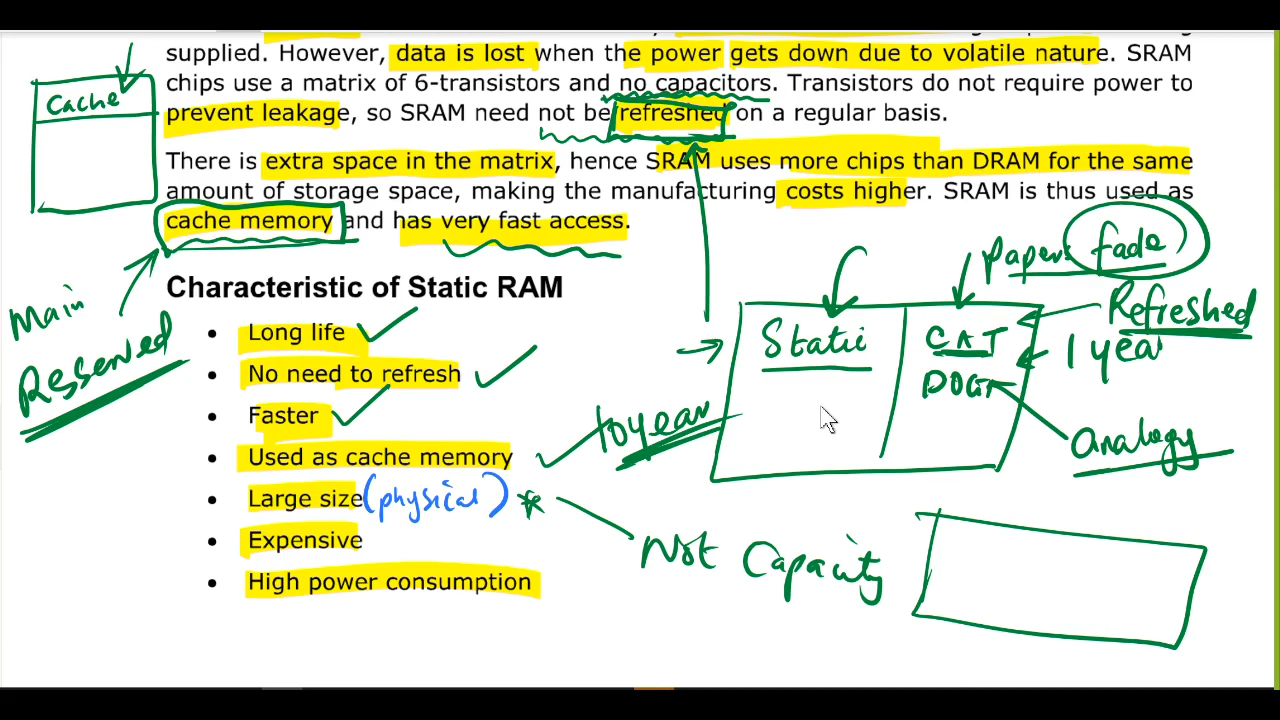 supplied. However, data is lost when the power gets down due to volatile nature. SRAM
chips use a matrix of 6-transistors and no capacitors. Transistors do not require power to
prevent leakage, so SRAM need not be refreshed on a regular basis.
There is extra space in the matrix, hence SRAM uses more chips than DRAM for the same
amount of storage space, making the manufacturing costs higher. SRAM is thus used as
cache memory and has very fast access.
Cache
Main
Resserved
Characteristic of Static RAM
• Long life
• No need to refresh
• Faster
• Used as cache memory
• Large size (physical) *
• Expensive
• High power consumption
Papers fade
Static
CAT
DOG
Refreshed
1 year
10 year
analogy
Not Capacity